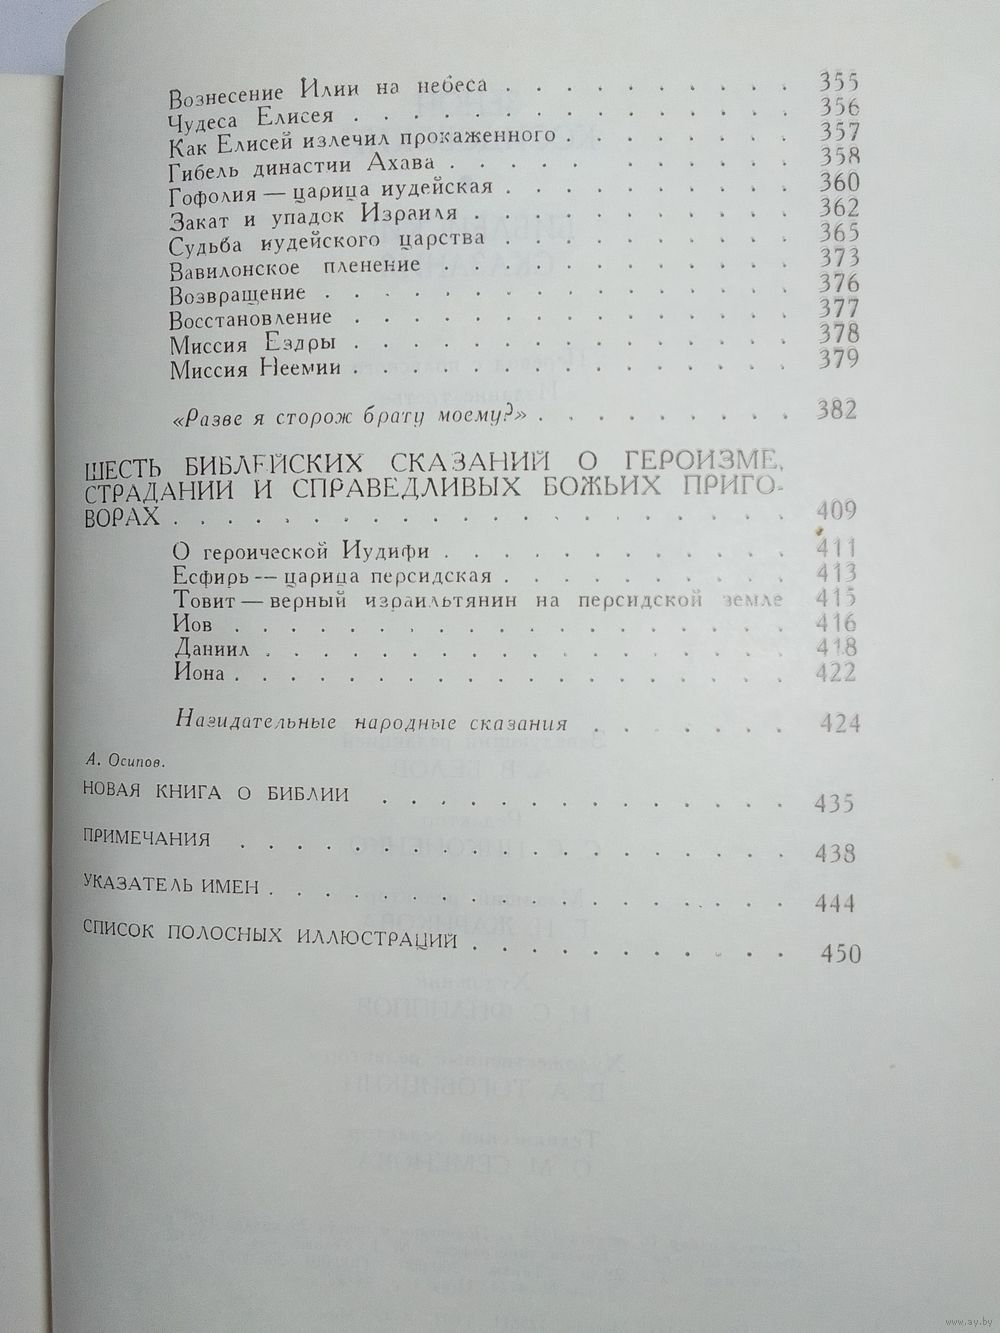 Вознесение Илии на небеса . . . . . . . . . . 355
Чудеса Елисея . . . . . . . . . . . . . . . 356
Как Елисей излечил прокаженного . . . . . . . . 357
Гибель династии Ахава . . . . . . . . . . . . 358
Гофолия — царица иудейская . . . . . . . . . . 360
Закат и упадок Израиля . . . . . . . . . . . 362
Судьба иудейского царства . . . . . . . . . . 365
Вавилонское пленение . . . . . . . . . . . . 373
Возвращение . . . . . . . . . . . . . . . . 376
Восстановление . . . . . . . . . . . . . . . 377
Миссия Ездры . . . . . . . . . . . . . . . 378
Миссия Неемии . . . . . . . . . . . . . . . 379
«Разве я сторож брату моему?» . . . . . . . . . 382
ШЕСТЬ БИБЛЕЙСКИХ СКАЗАНИЙ О ГЕРОИЗМЕ,
СТРАДАНИИ И СПРАВЕДЛИВЫХ БОЖЬИХ ПРИГО-
ВОРАХ . . . . . . . . . . . . . . . . . 409
О героической Иудифи . . . . . . . . . . . . 411
Есфирь — царица персидская . . . . . . . . . . 413
Товит — верный израильтянин на персидской земле 415
Иов . . . . . . . . . . . . . . . . . . . 416
Даниил . . . . . . . . . . . . . . . . . . 418
Иона . . . . . . . . . . . . . . . . . . . 422
Назидательные народные сказания . . . . . . . 424
А. Осипов.
НОВАЯ КНИГА О БИБЛИИ . . . . . . . . . . . . . . 435
ПРИМЕЧАНИЯ . . . . . . . . . . . . . . . . . . . 438
УКАЗАТЕЛЬ ИМЕН . . . . . . . . . . . . . . . . . . 444
СПИСОК ПОЛОСНЫХ ИЛЛЮСТРАЦИЙ . . . . . . . . . . . 450
www.ay.by